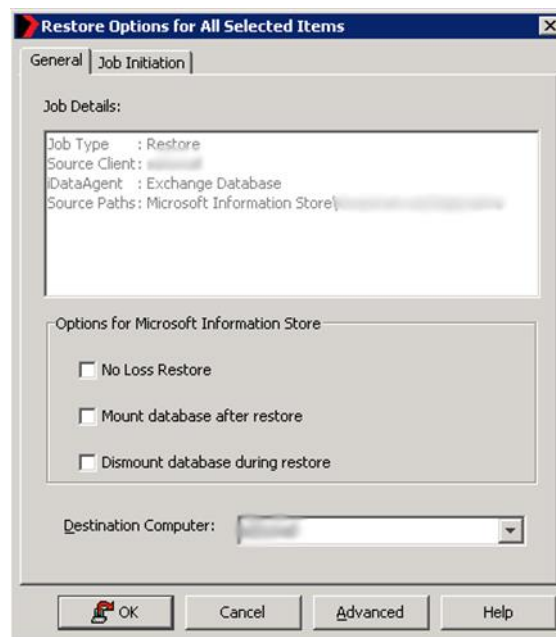 Restore Options for All Selected Items
General Job Initiation
Job Details:
Job Type : Restore
Source Client:
iDataAgent : Exchange Database
Source Paths: Microsoft Information Store\
Options for Microsoft Information Store
No Loss Restore
Mount database after restore
Dismount database during restore
Destination Computer:
OK Cancel Advanced Help